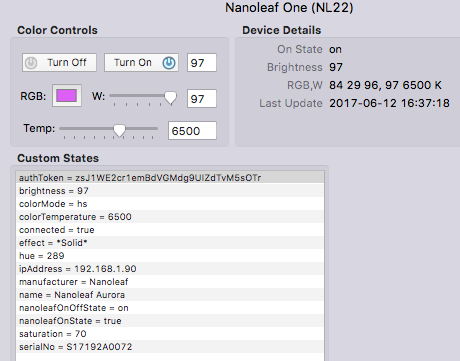 Nanoleaf One (NL22)
Color Controls
Turn Off
Turn On
97
RGB:
W:
97
Temp:
6500
Device Details
On State on
Brightness 97
RGB,W 84 29 96, 97 6500 K
Last Update 2017-06-12 16:37:18
Custom States
authToken = zsJ1WE2cr1emBdVGMdg9UIZdTvM5sOTr
brightness = 97
colorMode = hs
colorTemperature = 6500
connected = true
effect = *Solid*
hue = 289
ipAddress = 192.168.1.90
manufacturer = Nanoleaf
name = Nanoleaf Aurora
nanoleafOnOffState = on
nanoleafOnState = true
saturation = 70
serialNo = S17192A0072